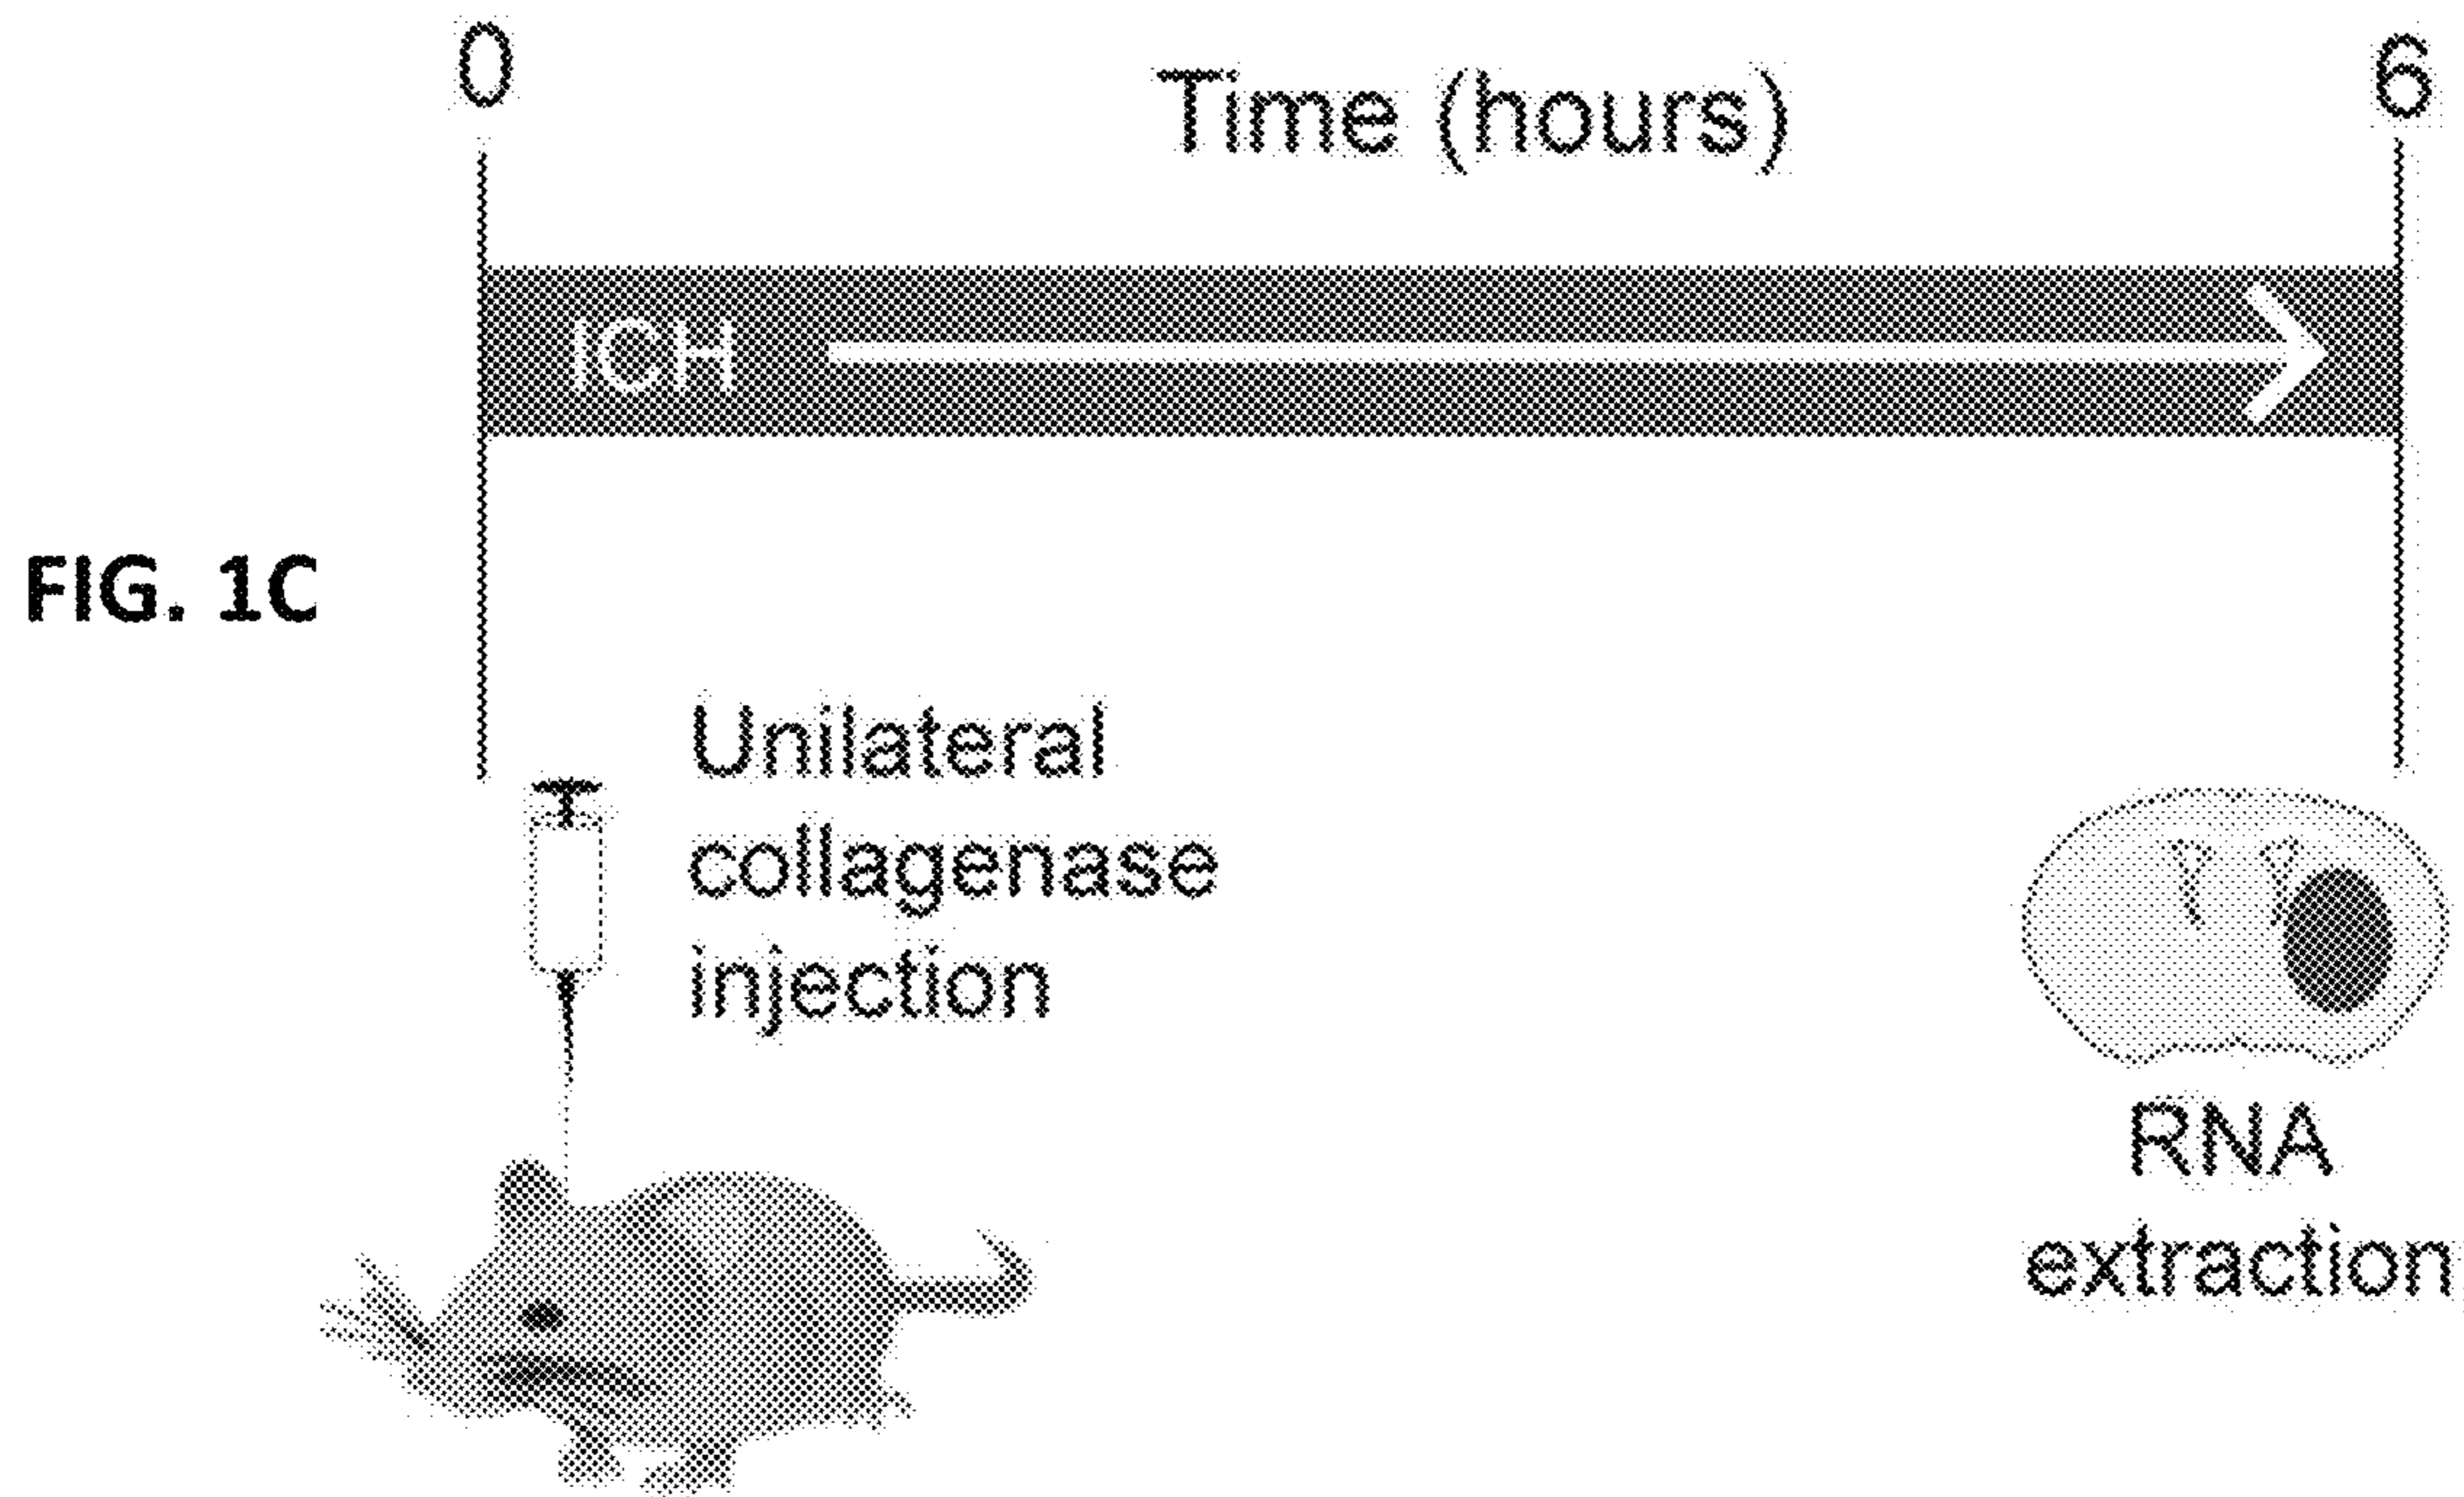 0
Time (hours)
6
ICH
FIG. 1C
Unilateral
collagenase
injection
RNA
extraction